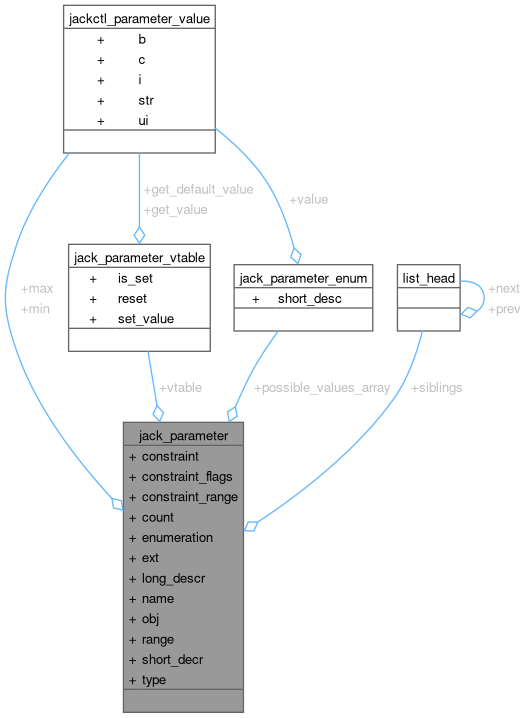 jackctl_parameter_value
+ b
+ c
+ i
+ str
+ ui
+get_default_value
+get_value
+value
jack_parameter_vtable
+ is_set
+ reset
+ set_value
jack_parameter_enum
+ short_desc
list_head
+next
+prev
+max
+min
+vtable
+possible_values_array
+siblings
jack_parameter
+ constraint
+ constraint_flags
+ constraint_range
+ count
+ enumeration
+ ext
+ long_descr
+ name
+ obj
+ range
+ short_decr
+ type